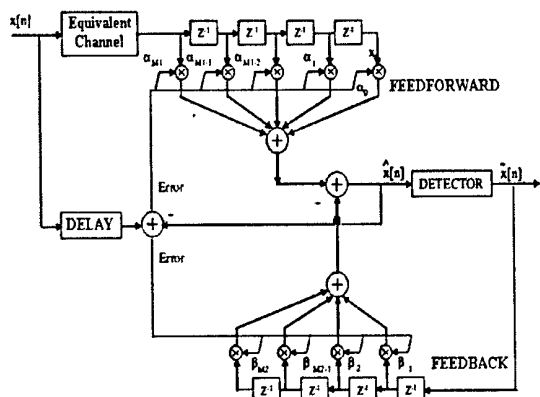 x[n]
Equivalent
Channel
Z⁻¹ Z⁻¹ Z⁻¹ Z⁻¹
α_M1 α_M1-1 α_M1-2 α_1 α_0
FEEDFORWARD
+
Error
x̂[n]
DETECTOR
x̃[n]
+
-
-
DELAY
+
Error
+
β_M2 β_M2-1 β_2 β_1
FEEDBACK
Z⁻¹ Z⁻¹ Z⁻¹ Z⁻¹